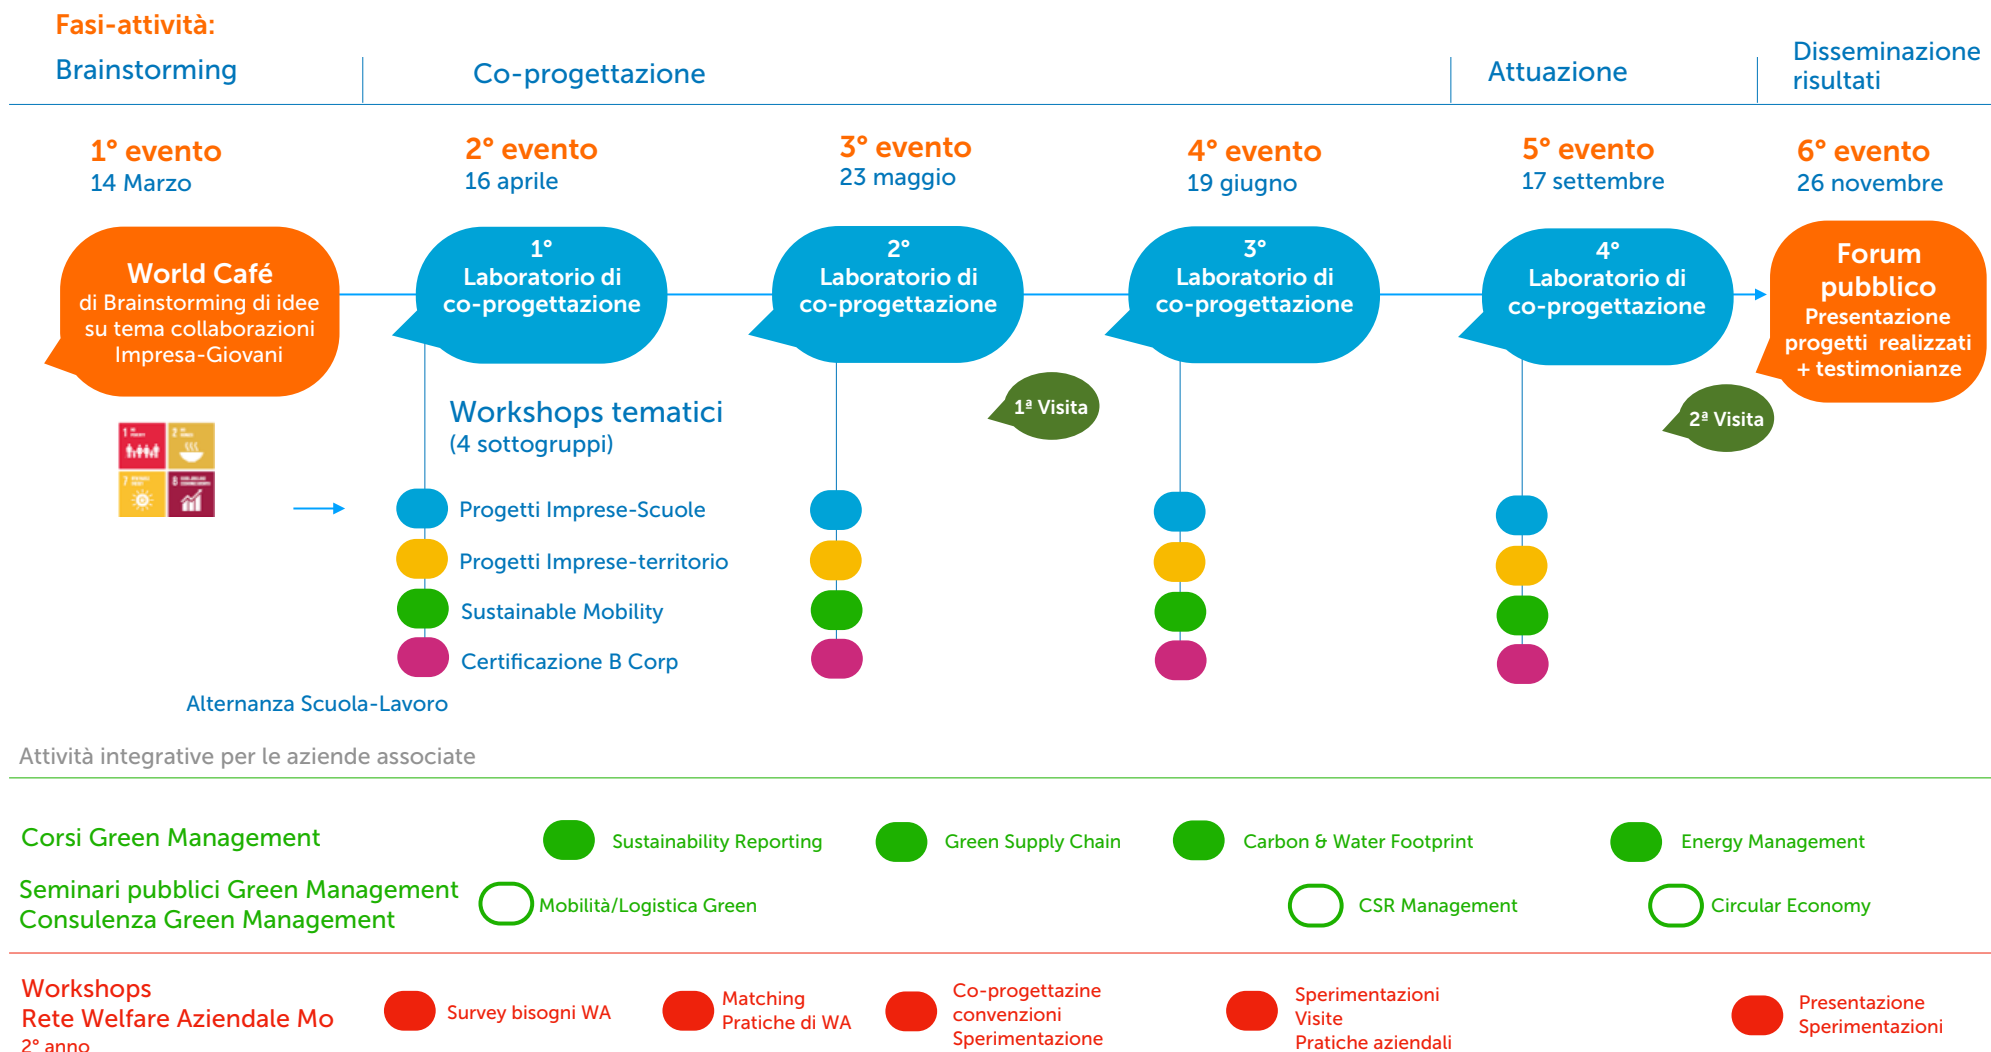 Fasi-attività:
Brainstorming
Co-progettazione
Attuazione
Disseminazione
risultati
1° evento
14 Marzo
2° evento
16 aprile
3° evento
23 maggio
4° evento
19 giugno
5° evento
17 settembre
6° evento
26 novembre
World Café
di Brainstorming di idee
su tema collaborazioni
Impresa-Giovani
1°
Laboratorio di
co-progettazione
2°
Laboratorio di
co-progettazione
3°
Laboratorio di
co-progettazione
4°
Laboratorio di
co-progettazione
Forum
pubblico
Presentazione
progetti realizzati
+ testimonianze
1ª Visita
2ª Visita
Workshops tematici
(4 sottogruppi)
1
2
7
8
Progetti Imprese-Scuole
Progetti Imprese-territorio
Sustainable Mobility
Certificazione B Corp
Alternanza Scuola-Lavoro
Attività integrative per le aziende associate
Corsi Green Management
Sustainability Reporting
Green Supply Chain
Carbon & Water Footprint
Energy Management
Seminari pubblici Green Management
Consulenza Green Management
Mobilità/Logistica Green
CSR Management
Circular Economy
Workshops
Rete Welfare Aziendale Mo
2° anno
Survey bisogni WA
Matching
Pratiche di WA
Co-progettazine
convenzioni
Sperimentazione
Sperimentazioni
Visite
Pratiche aziendali
Presentazione
Sperimentazioni